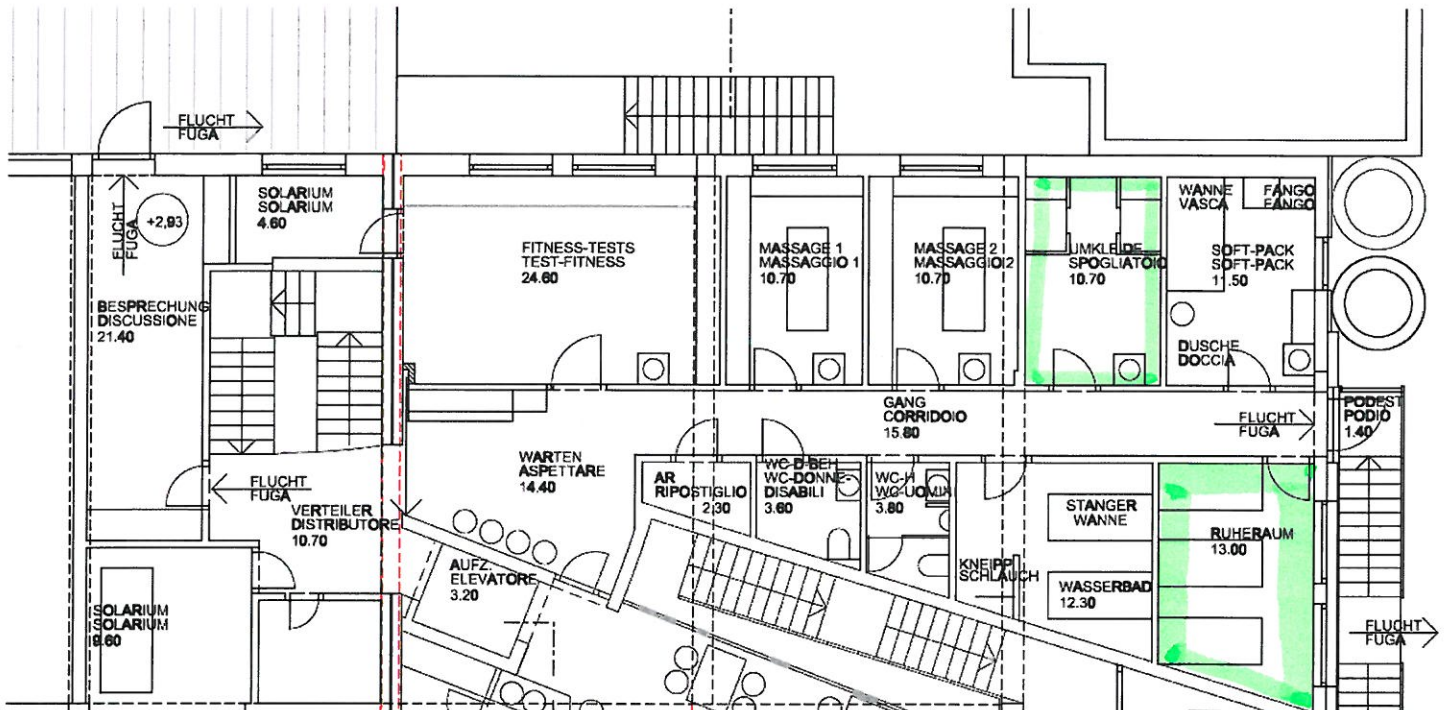 FLUCHT
FUGA
FLUCHT
FUGA
+2,93
SOLARIUM
SOLARIUM
4.60
BESPRECHUNG
DISCUSSIONE
21.40
FITNESS-TESTS
TEST-FITNESS
24.60
MASSAGE 1
MASSAGGIO 1
10.70
MASSAGE 2
MASSAGGIO 2
10.70
UMKLEIDE
SPOGLIATOIO
10.70
WANNE
VASCA
FANGO
FANGO
SOFT-PACK
SOFT-PACK
11.50
DUSCHE
DOCCIA
GANG
CORRIDOIO
15.80
FLUCHT
FUGA
PODEST
PODIO
1.40
FLUCHT
FUGA
VERTEILER
DISTRIBUTORE
10.70
WARTEN
ASPETTARE
14.40
AR
RIPOSTIGLIO
2.30
WC-D-BEH
WC-DONNE-
DISABILI
3.60
WC-H
WC-UOMINI
3.80
KNEIPP
SCHLAUCH
STANGER
WANNE
WASSERBAD
12.30
RUHERAUM
13.00
AUFZ.
ELEVATORE
3.20
SOLARIUM
SOLARIUM
9.60
FLUCHT
FUGA